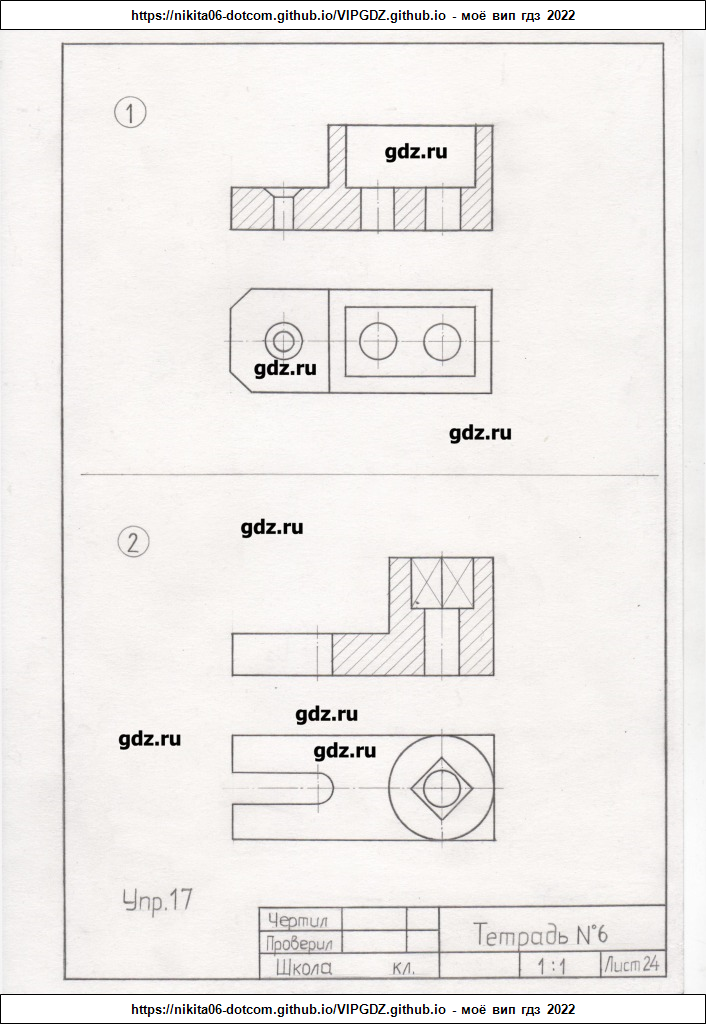 https://nikita06-dotcom.github.io/VIPGDZ.github.io - моё вип гдз 2022
1
gdz.ru
gdz.ru
gdz.ru
gdz.ru
2
gdz.ru
gdz.ru
gdz.ru
Упр.17
Чертил
Проверил
Тетрадь №6
Школа кл.
1:1
Лист 24
https://nikita06-dotcom.github.io/VIPGDZ.github.io - моё вип гдз 2022